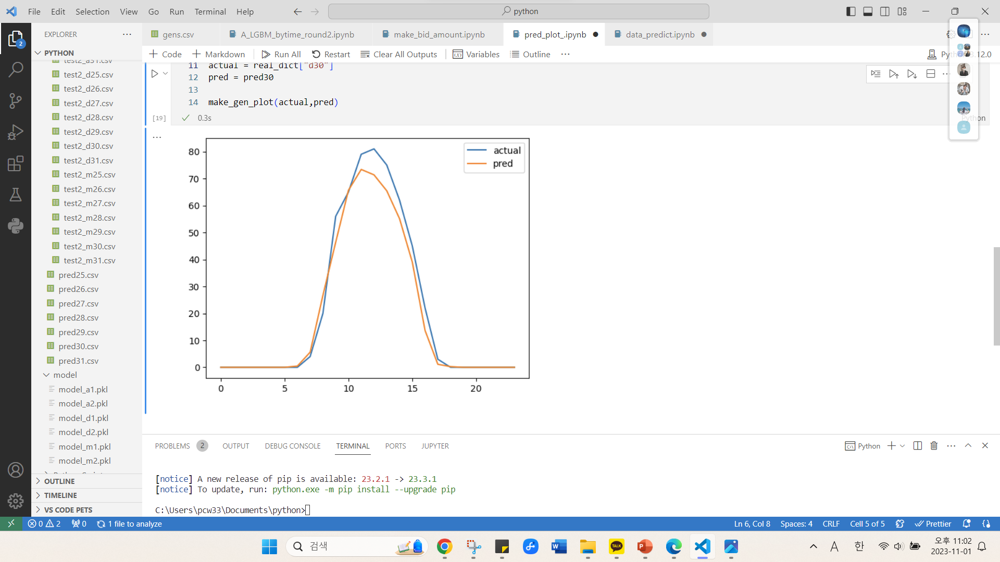 File Edit Selection View Go Run Terminal Help
python
EXPLORER
PYTHON
test2_a31.csv
test2_d25.csv
test2_d26.csv
test2_d27.csv
test2_d28.csv
test2_d29.csv
test2_d30.csv
test2_d31.csv
test2_m25.csv
test2_m26.csv
test2_m27.csv
test2_m28.csv
test2_m29.csv
test2_m30.csv
test2_m31.csv
pred25.csv
pred26.csv
pred27.csv
pred28.csv
pred29.csv
pred30.csv
pred31.csv
model
model_a1.pkl
model_a2.pkl
model_d1.pkl
model_d2.pkl
model_m1.pkl
model_m2.pkl
OUTLINE
TIMELINE
VS CODE PETS
2
gens.csv A_LGBM_bytime_round2.ipynb make_bid_amount.ipynb pred_plot_.ipynb data_predict.ipynb
Code Markdown Run All Restart Clear All Outputs Variables Outline
3.12.0
11 actual = real_dict["d30"]
12 pred = pred30
13
14 make_gen_plot(actual,pred)
[19] 0.3s
Python
actual
pred
80
70
60
50
40
30
20
10
0
0 5 10 15 20
PROBLEMS 2 OUTPUT DEBUG CONSOLE TERMINAL PORTS JUPYTER
Python
[notice] A new release of pip is available: 23.2.1 -> 23.3.1
[notice] To update, run: python.exe -m pip install --upgrade pip
C:\Users\pcw33\Documents\python>
0 2 0 1 file to analyze
Ln 6, Col 8 Spaces: 4 CRLF Cell 5 of 5 Prettier
검색
TALK
A 한
오후 11:02
2023-11-01